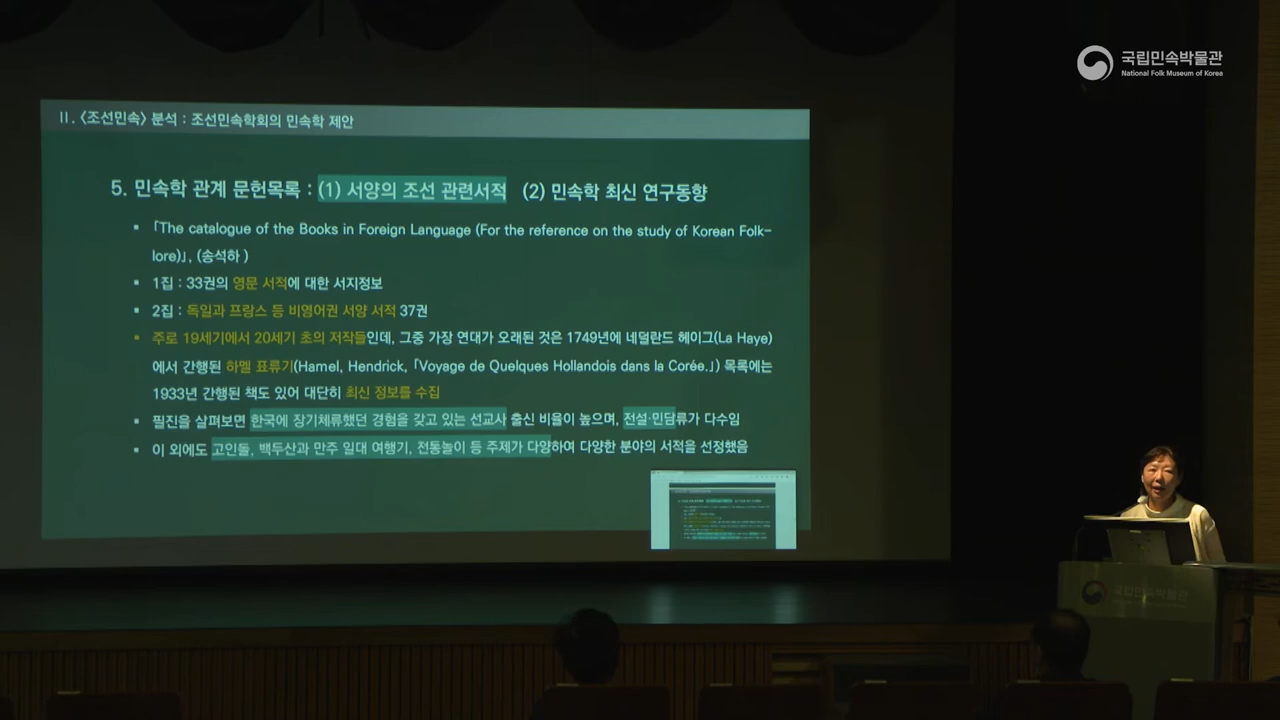 국립민속박물관
National Folk Museum of Korea
Ⅱ. 〈조선민속〉 분석 : 조선민속학회의 민속학 제안
5. 민속학 관계 문헌목록 : (1) 서양의 조선 관련서적 (2) 민속학 최신 연구동향
▪ 「The catalogue of the Books in Foreign Language (For the reference on the study of Korean Folk-
lore)」, (송석하 )
▪ 1집 : 33권의 영문 서적에 대한 서지정보
▪ 2집 : 독일과 프랑스 등 비영어권 서양 서적 37권
▪ 주로 19세기에서 20세기 초의 저작들인데, 그중 가장 연대가 오래된 것은 1749년에 네덜란드 헤이그(La Haye)
에서 간행된 하멜 표류기(Hamel, Hendrick, 「Voyage de Quelques Hollandois dans la Corée.」) 목록에는
1933년 간행된 책도 있어 대단히 최신 정보를 수집
▪ 필진을 살펴보면 한국에 장기체류했던 경험을 갖고 있는 선교사 출신 비율이 높으며, 전설·민담류가 다수임
▪ 이 외에도 고인돌, 백두산과 만주 일대 여행기, 전통놀이 등 주제가 다양하여 다양한 분야의 서적을 선정했음
국립민속박물관